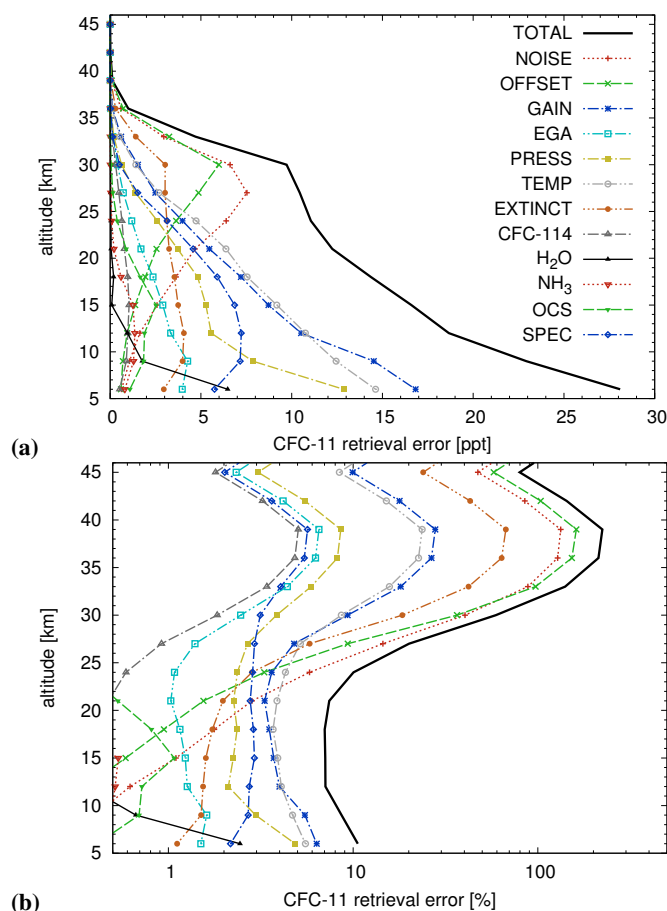 45
40
35
30
25
20
15
10
5
altitude [km]
TOTAL
NOISE
OFFSET
GAIN
EGA
PRESS
TEMP
EXTINCT
CFC-114
H₂O
NH₃
OCS
SPEC
0 5 10 15 20 25 30
(a) CFC-11 retrieval error [ppt]
45
40
35
30
25
20
15
10
5
altitude [km]
1 10 100
(b) CFC-11 retrieval error [%]